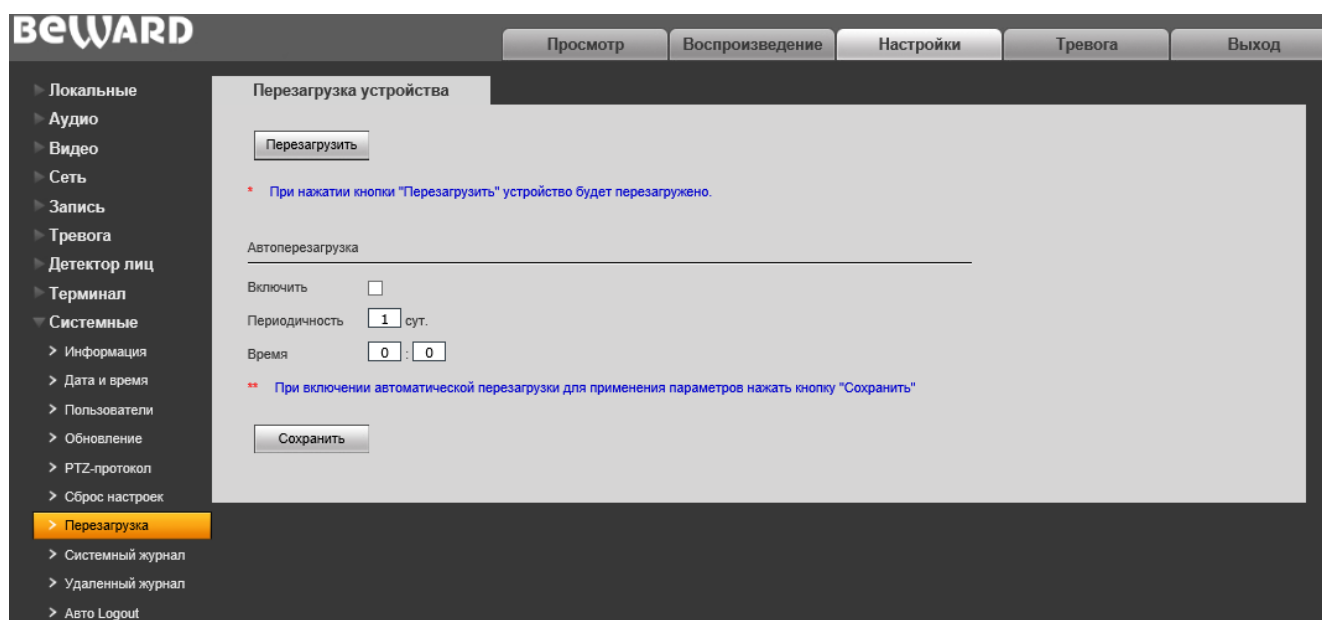 BEWARD
Просмотр
Воспроизведение
Настройки
Тревога
Выход
Локальные
Аудио
Видео
Сеть
Запись
Тревога
Детектор лиц
Терминал
Системные
Информация
Дата и время
Пользователи
Обновление
PTZ-протокол
Сброс настроек
Перезагрузка
Системный журнал
Удаленный журнал
Авто Logout
Перезагрузка устройства
Перезагрузить
* При нажатии кнопки "Перезагрузить" устройство будет перезагружено.
Автоперезагрузка
Включить
Периодичность 1 сут.
Время 0 : 0
** При включении автоматической перезагрузки для применения параметров нажать кнопку "Сохранить"
Сохранить